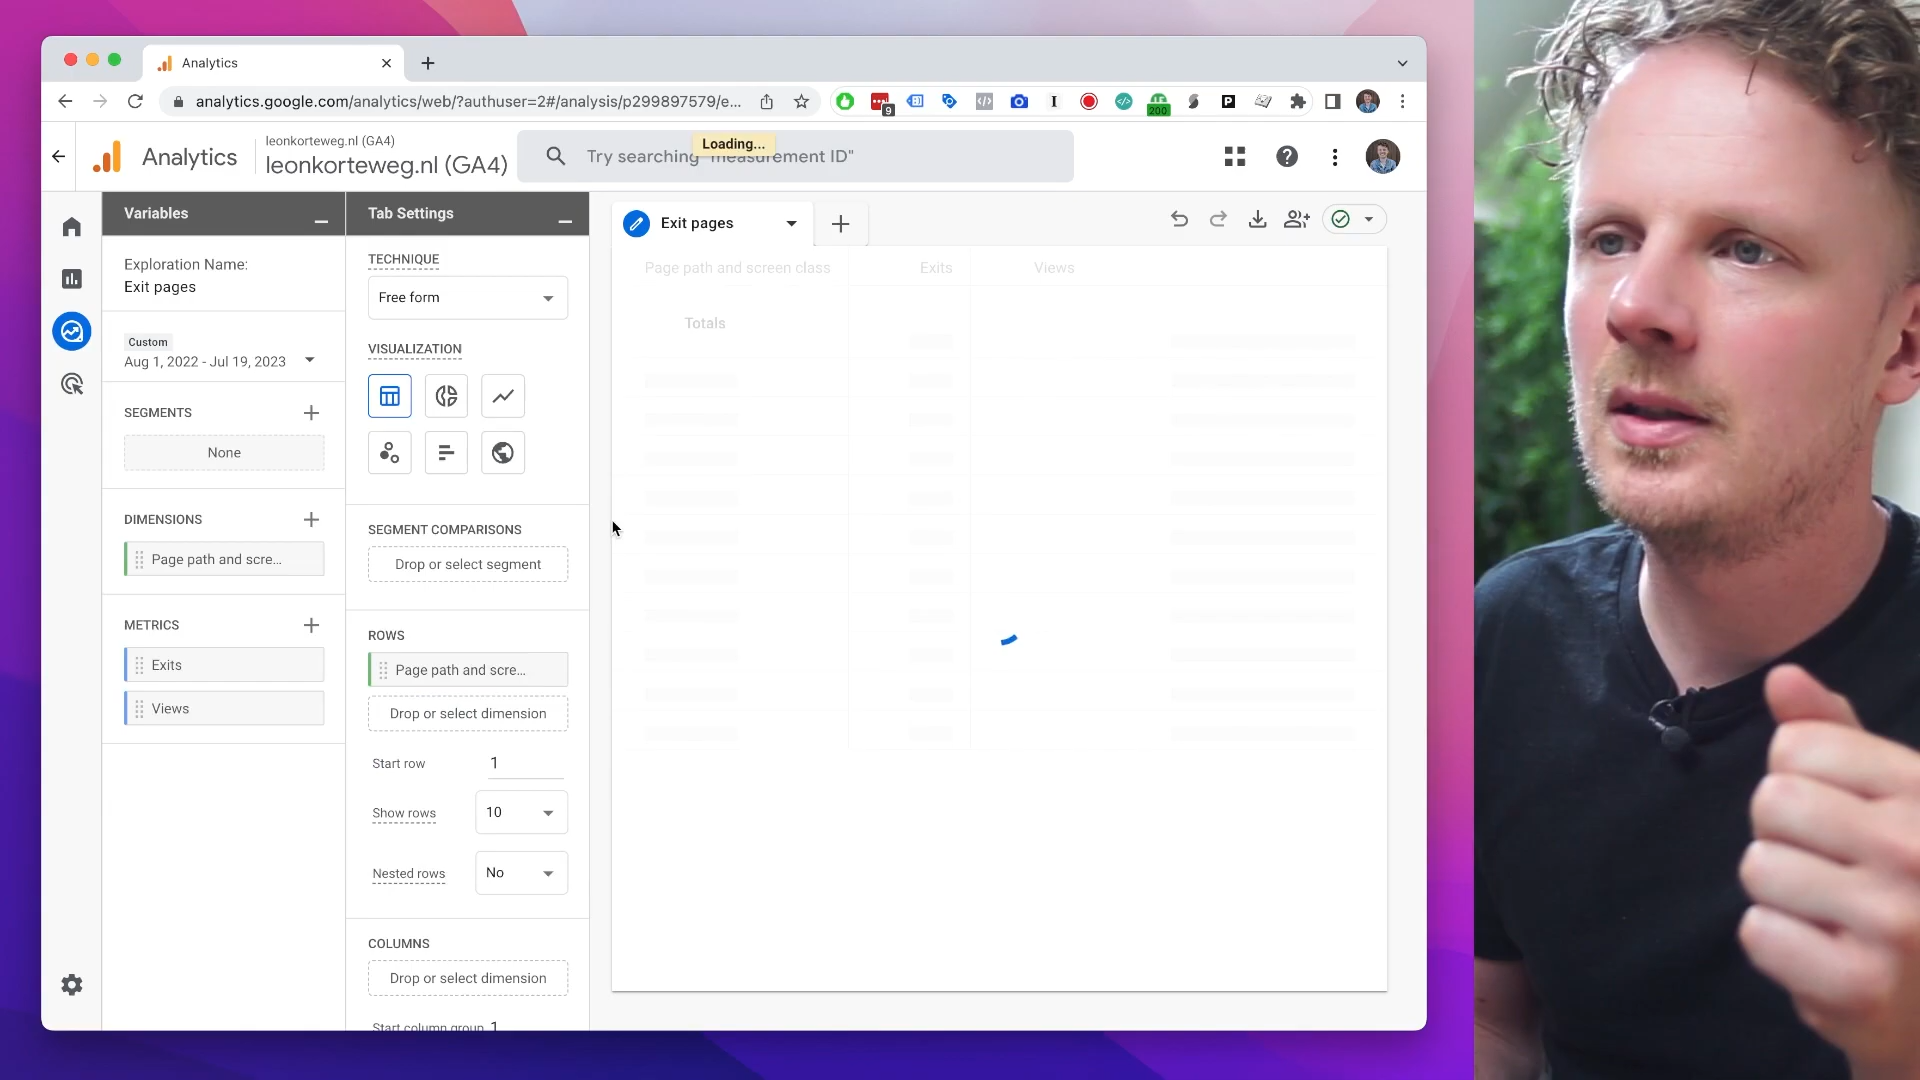 Analytics
analytics.google.com/analytics/web/?authuser=2#/analysis/p299897579/e...
9
200
Analytics
leonkorteweg.nl (GA4)
leonkorteweg.nl (GA4)
Try searching "measurement ID"
Loading...
Variables
Tab Settings
Exit pages
Exploration Name:
Exit pages
Custom
Aug 1, 2022 - Jul 19, 2023
SEGMENTS
None
DIMENSIONS
Page path and scre...
METRICS
Exits
Views
TECHNIQUE
Free form
VISUALIZATION
SEGMENT COMPARISONS
Drop or select segment
ROWS
Page path and scre...
Drop or select dimension
Start row 1
Show rows 10
Nested rows No
COLUMNS
Drop or select dimension
Start column group 1
Page path and screen class Exits Views
Totals